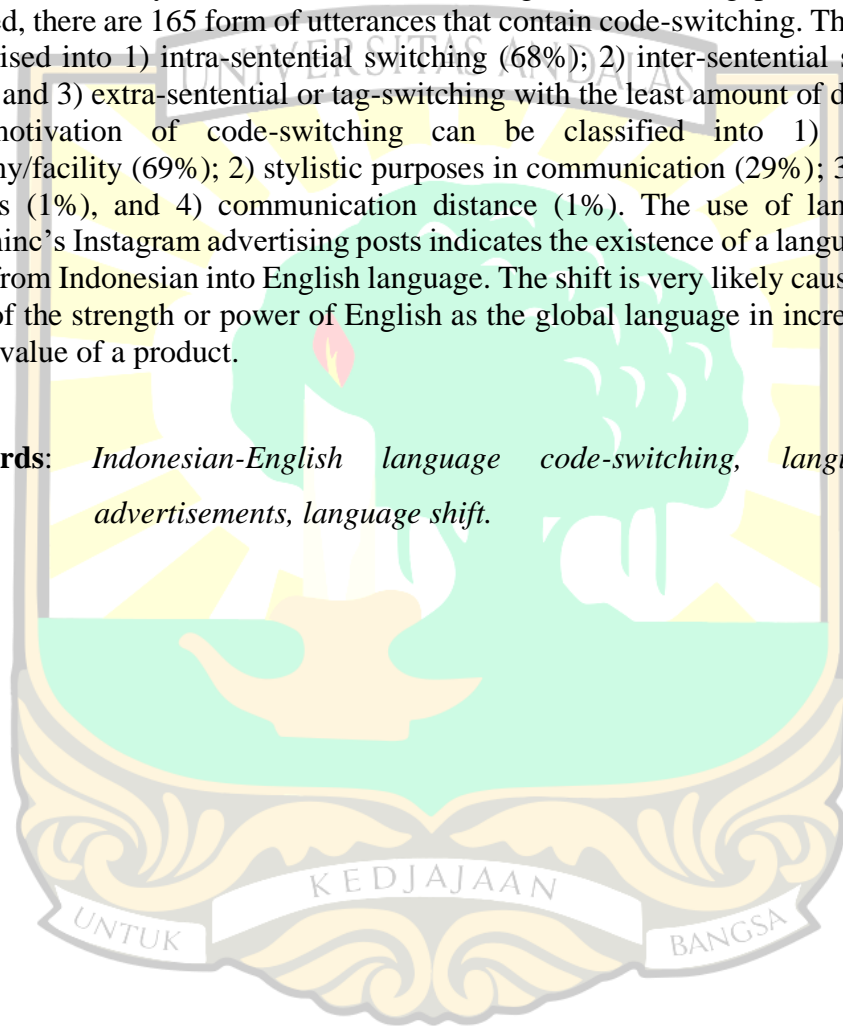 ed, there are 165 form of utterances that contain code-switching. Th
ised into 1) intra-sentential switching (68%); 2) inter-sentential s
and 3) extra-sentential or tag-switching with the least amount of d
otivation of code-switching can be classified into 1)
ny/facility (69%); 2) stylistic purposes in communication (29%); 3
s (1%), and 4) communication distance (1%). The use of lan
inc's Instagram advertising posts indicates the existence of a langu
from Indonesian into English language. The shift is very likely caus
of the strength or power of English as the global language in incre
value of a product.
rds: Indonesian-English language code-switching, langu
advertisements, language shift.
UNIVERSITAS ANDALAS
UNTUK KEDJAJAAN BANGSA